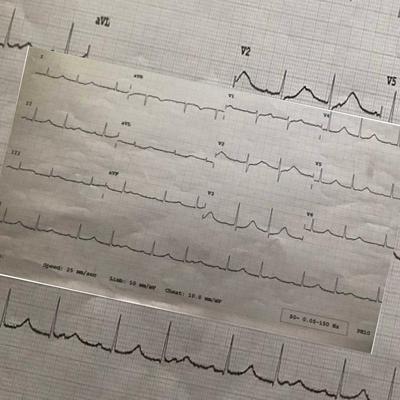 aVL
V2
V5
I
aVR
V1
V4
II
aVL
V2
V5
III
aVF
V3
V6
Speed: 25 mm/sec Limb: 10 mm/mV Chest: 10.0 mm/mV
50~ 0.05-150 Hz
PH10